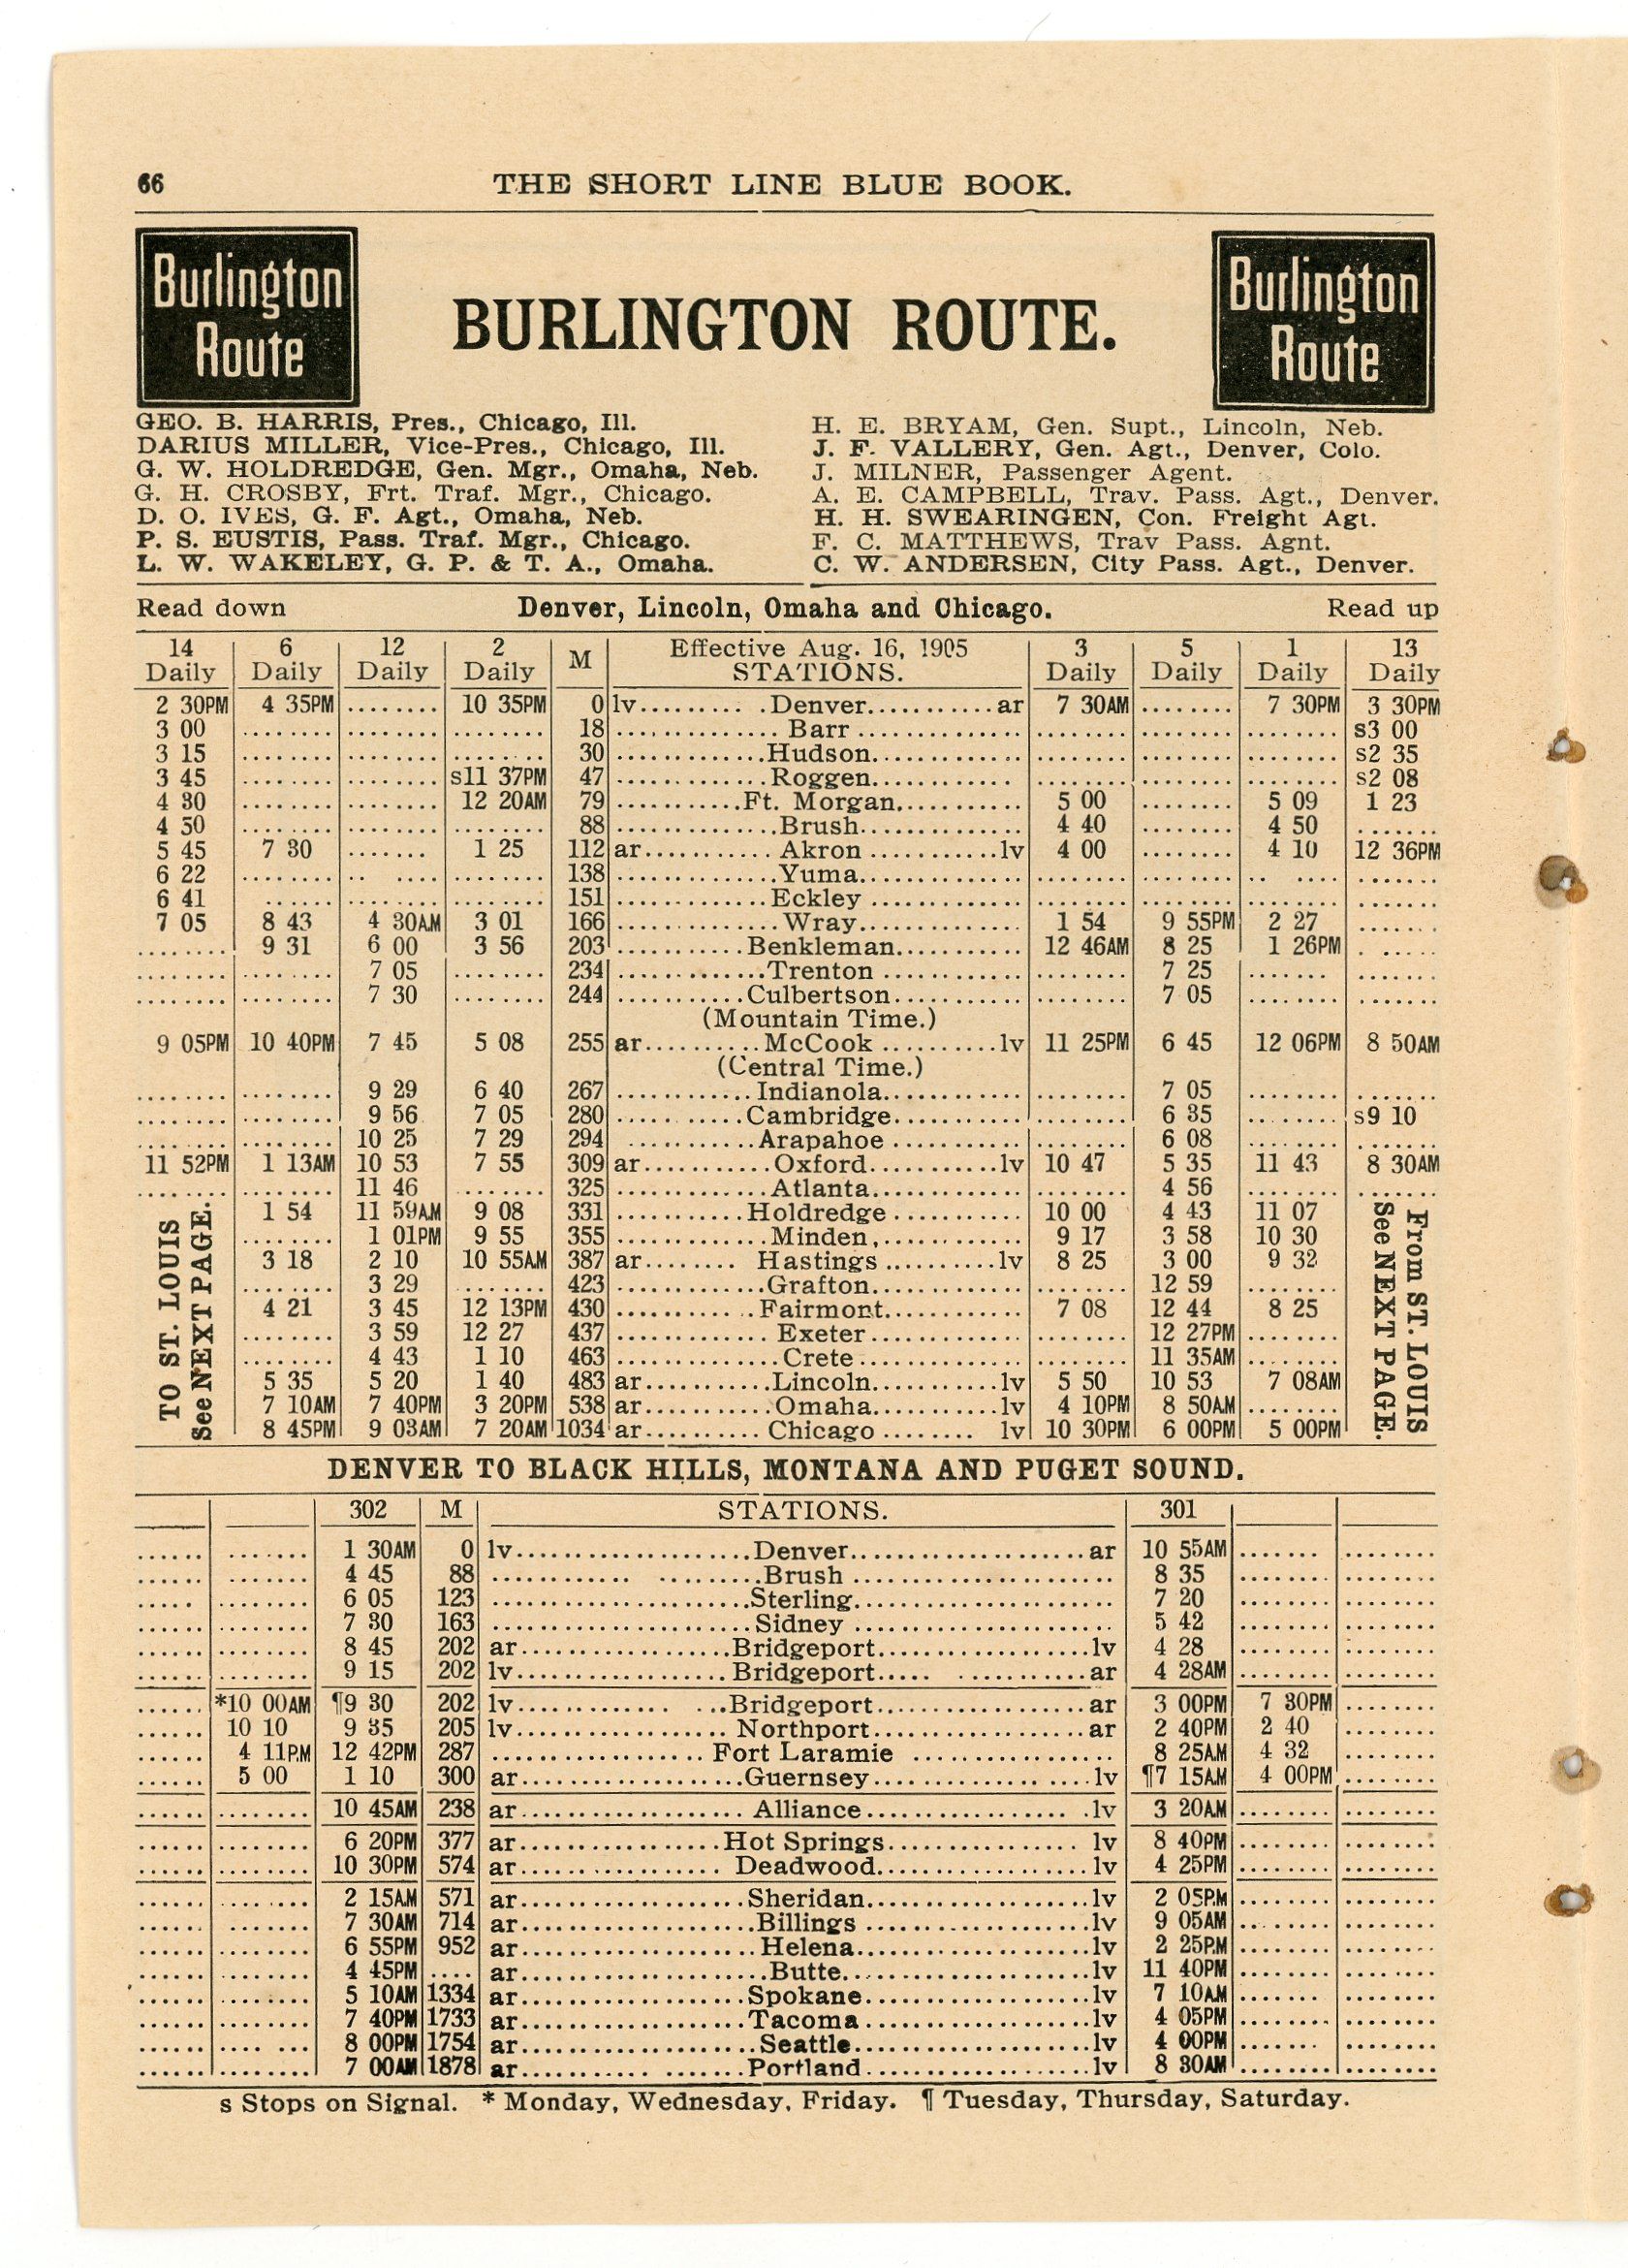 66 THE SHORT LINE BLUE BOOK.
Burlington Route
BURLINGTON ROUTE.
Burlington Route
GEO. B. HARRIS, Pres., Chicago, Ill.
DARIUS MILLER, Vice-Pres., Chicago, Ill.
G. W. HOLDREDGE, Gen. Mgr., Omaha, Neb.
G. H. CROSBY, Frt. Traf. Mgr., Chicago.
D. O. IVES, G. F. Agt., Omaha, Neb.
P. S. EUSTIS, Pass. Traf. Mgr., Chicago.
L. W. WAKELEY, G. P. & T. A., Omaha.
H. E. BRYAM, Gen. Supt., Lincoln, Neb.
J. F. VALLERY, Gen. Agt., Denver, Colo.
J. MILNER, Passenger Agent.
A. E. CAMPBELL, Trav. Pass. Agt., Denver.
H. H. SWEARINGEN, Con. Freight Agt.
F. C. MATTHEWS, Trav Pass. Agnt.
C. W. ANDERSEN, City Pass. Agt., Denver.
Read down Denver, Lincoln, Omaha and Chicago. Read up
14 6 12 2 M Effective Aug. 16, 1905 3 5 1 13
Daily Daily Daily Daily STATIONS. Daily Daily Daily Daily
2 30PM 4 35PM ........ 10 35PM 0 lv......... .Denver...........ar 7 30AM ........ 7 30PM 3 30PM
3 00 ........ ........ ........ 18 ............... Barr ............... ........ ........ ........ s3 00
3 15 ........ ........ ........ 30 ..............Hudson.............. ........ ........ ........ s2 35
3 45 ........ ........ s11 37PM 47 ..............Roggen............. ........ ........ ........ s2 08
4 30 ........ ........ 12 20AM 79 ...........Ft. Morgan........... 5 00 ........ 5 09 1 23
4 50 ........ ........ ........ 88 ...............Brush............... 4 40 ........ 4 50 .......
5 45 7 30 ....... 1 25 112 ar............ Akron ............lv 4 00 ........ 4 10 12 36PM
6 22 ........ .. .... ........ 138 ...............Yuma............... ........ ........ .. .... .......
6 41 ...... ........ ........ 151 ..............Eckley .............. ........ ........ ........ .......
7 05 8 43 4 30AM 3 01 166 ...............Wray............... 1 54 9 55PM 2 27 .......
........ 9 31 6 00 3 56 203 ............Benkleman............ 12 46AM 8 25 1 26PM . .....
........ ........ 7 05 ........ 234 ..............Trenton ............. ........ 7 25 ....... .......
........ ........ 7 30 ........ 244 ............Culbertson............ ........ 7 05 ........ .......
(Mountain Time.)
9 05PM 10 40PM 7 45 5 08 255 ar.......... McCook ..........lv 11 25PM 6 45 12 06PM 8 50AM
(Central Time.)
........ ........ 9 29 6 40 267 ............. Indianola............. ........ 7 05 ........ .......
........ ........ 9 56 7 05 280 ............Cambridge............ ........ 6 35 ........ s9 10
........ ........ 10 25 7 29 294 ............Arapahoe ............ ........ 6 08 ........ .......
11 52PM 1 13AM 10 53 7 55 309 ar............Oxford............lv 10 47 5 35 11 43 8 30AM
........ ........ 11 46 ........ 325 ..............Atlanta.............. ........ 4 56 ........ .......
1 54 11 59AM 9 08 331 ............Holdredge ............ 10 00 4 43 11 07
........ 1 01PM 9 55 355 ..............Minden,............. 9 17 3 58 10 30
3 18 2 10 10 55AM 387 ar........ Hastings ..........lv 8 25 3 00 9 32
........ 3 29 ........ 423 ..............Grafton.............. ........ 12 59 ........
4 21 3 45 12 13PM 430 .............Fairmont............. 7 08 12 44 8 25
........ 3 59 12 27 437 .............. Exeter.............. ........ 12 27PM ........
........ 4 43 1 10 463 ...............Crete............... ........ 11 35AM ........
5 35 5 20 1 40 483 ar............Lincoln............lv 5 50 10 53 7 08AM
7 10AM 7 40PM 3 20PM 538 ar............Omaha............lv 4 10PM 8 50AM ........
8 45PM 9 03AM 7 20AM 1034 ar.......... Chicago ........ lv 10 30PM 6 00PM 5 00PM
TO ST. LOUIS
See NEXT PAGE.
From ST. LOUIS
See NEXT PAGE.
DENVER TO BLACK HILLS, MONTANA AND PUGET SOUND.
302 M STATIONS. 301
...... ....... 1 30AM 0 lv......................Denver......................ar 10 55AM ....... ........
...... ....... 4 45 88 ............ .........Brush ....................... 8 35 ........ ........
..... ........ 6 05 123 .......................Sterling....................... 7 20 ........ ........
...... ........ 7 30 163 ....................... Sidney ....................... 5 42 ........ ........
...... ........ 8 45 202 ar...................Bridgeport....................lv 4 28 ........ ........
...... ........ 9 15 202 lv................... Bridgeport..... ...........ar 4 28AM ........ ........
...... *10 00AM ¶9 30 202 lv.............. ...Bridgeport....................ar 3 00PM 7 30PM ........
...... 10 10 9 35 205 lv.................... Northport....................ar 2 40PM 2 40 ........
...... 4 11P.M 12 42PM 287 .................... Fort Laramie .................... 8 25A.M 4 32 ........
...... 5 00 1 10 300 ar.....................Guernsey.................... ....lv ¶7 15A.M 4 00PM ........
...... ........ 10 45AM 238 ar..................... Alliance..................... .lv 3 20A.M ........ ........
...... ........ 6 20PM 377 ar...................Hot Springs.................. lv 8 40PM ........ ........
...... ........ 10 30PM 574 ar................... Deadwood....................lv 4 25PM ........ ........
...... ........ 2 15A.M 571 ar.....................Sheridan.....................lv 2 05P.M ........ ........
...... ........ 7 30AM 714 ar......................Billings .....................lv 9 05AM ........ ........
...... ........ 6 55PM 952 ar......................Helena......................lv 2 25P.M ........ ........
...... ........ 4 45PM .... ar.......................Butte.......................lv 11 40PM ........ ........
...... ........ 5 10AM 1334 ar.....................Spokane.....................lv 7 10A.M ....... ........
...... ........ 7 40PM 1733 ar.....................Tacoma.....................lv 4 05PM ........ ........
...... .... ... 8 00PM 1754 ar......................Seattle......................lv 4 00PM ....... ........
...... ........ 7 00AM 1878 ar........... .......Portland.....................lv 8 30AM ........ ........
s Stops on Signal. * Monday, Wednesday, Friday. ¶ Tuesday, Thursday, Saturday.